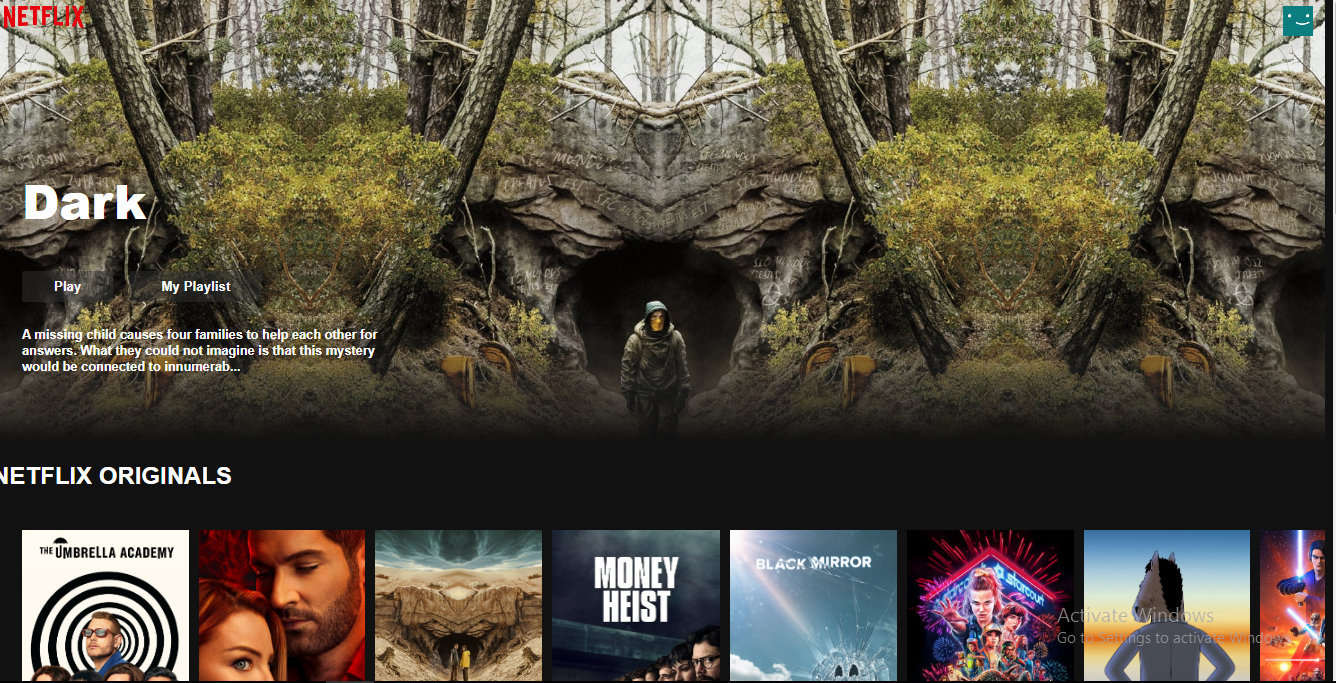 NETFLIX
Dark
Play
My Playlist
A missing child causes four families to help each other for
answers. What they could not imagine is that this mystery
would be connected to innumerab...
NETFLIX ORIGINALS
THE UMBRELLA ACADEMY
MONEY
HEIST
BLACK MIRROR
starcourt
Activate Windows
Go to Settings to activate Windows.